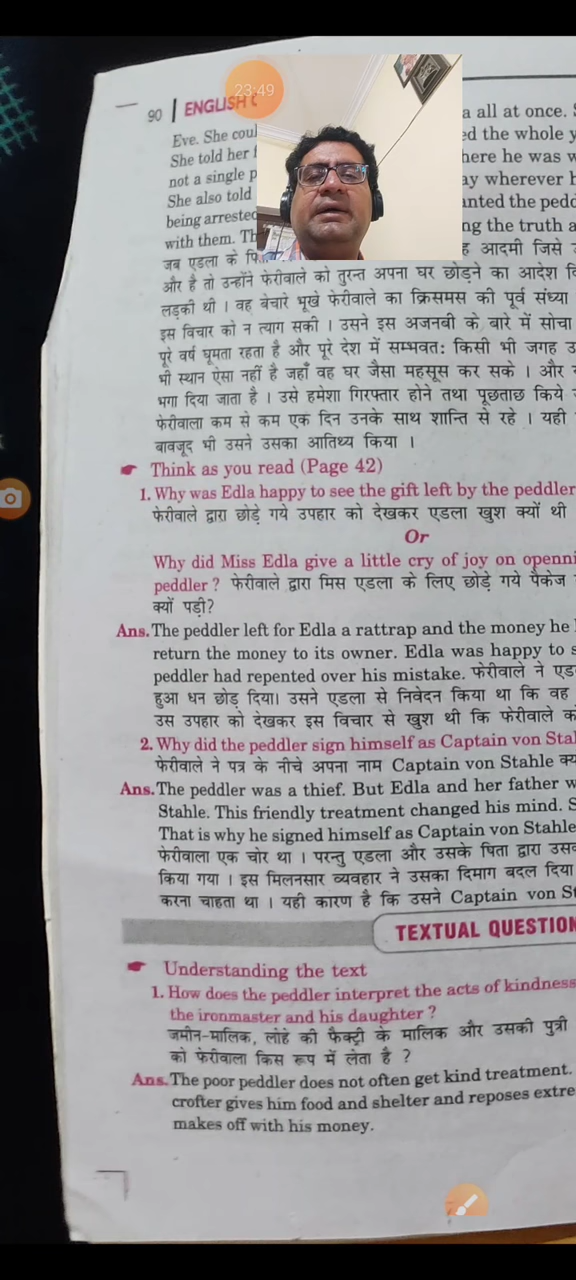 23:49
90 | ENGLISH
Eve. She coul
a all at once. S
She told her
ed the whole y
not a single p
here he was w
She also told
ay wherever h
being arrested
anted the pedd
with them. Th
ng the truth a
जब एडला के पि
आदमी जिसे
और है तो उन्होंने फेरीवाले को तुरन्त अपना घर छोड़ने का आदेश दि
लड़की थी । वह बेचारे भूखे फेरीवाले का क्रिसमस की पूर्व संध्या
इस विचार को न त्याग सकी । उसने इस अजनबी के बारे में सोचा
पूरे वर्ष घूमता रहता है और पूरे देश में सम्भवत: किसी भी जगह उ
भी स्थान ऐसा नहीं है जहाँ वह घर जैसा महसूस कर सके । और
भगा दिया जाता है । उसे हमेशा गिरफ्तार होने तथा पूछताछ किये
फेरीवाला कम से कम एक दिन उनके साथ शान्ति से रहे । यही
बावजूद भी उसने उसका आतिथ्य किया ।
☛ Think as you read (Page 42)
1. Why was Edla happy to see the gift left by the peddler
फेरीवाले द्वारा छोड़े गये उपहार को देखकर एडला खुश क्यों थी
Or
Why did Miss Edla give a little cry of joy on openni
peddler ? फेरीवाले द्वारा मिस एडला के लिए छोड़े गये पैकेज
क्यों पड़ी?
Ans. The peddler left for Edla a rattrap and the money he
return the money to its owner. Edla was happy to s
peddler had repented over his mistake. फेरीवाले ने एड
हुआ धन छोड़ दिया। उसने एडला से निवेदन किया था कि वह
उस उपहार को देखकर इस विचार से खुश थी कि फेरीवाले क
2. Why did the peddler sign himself as Captain von Stal
फेरीवाले ने पत्र के नीचे अपना नाम Captain von Stahle क्य
Ans. The peddler was a thief. But Edla and her father w
Stahle. This friendly treatment changed his mind. S
That is why he signed himself as Captain von Stahle
फेरीवाला एक चोर था । परन्तु एडला और उसके पिता द्वारा उस
किया गया । इस मिलनसार व्यवहार ने उसका दिमाग बदल दिया
करना चाहता था । यही कारण है कि उसने Captain von St
TEXTUAL QUESTION
☛ Understanding the text
1. How does the peddler interpret the acts of kindness
the ironmaster and his daughter ?
जमीन-मालिक, लोहे की फैक्ट्री के मालिक और उसकी पुत्री
को फेरीवाला किस रूप में लेता है ?
Ans. The poor peddler does not often get kind treatment.
crofter gives him food and shelter and reposes extre
makes off with his money.